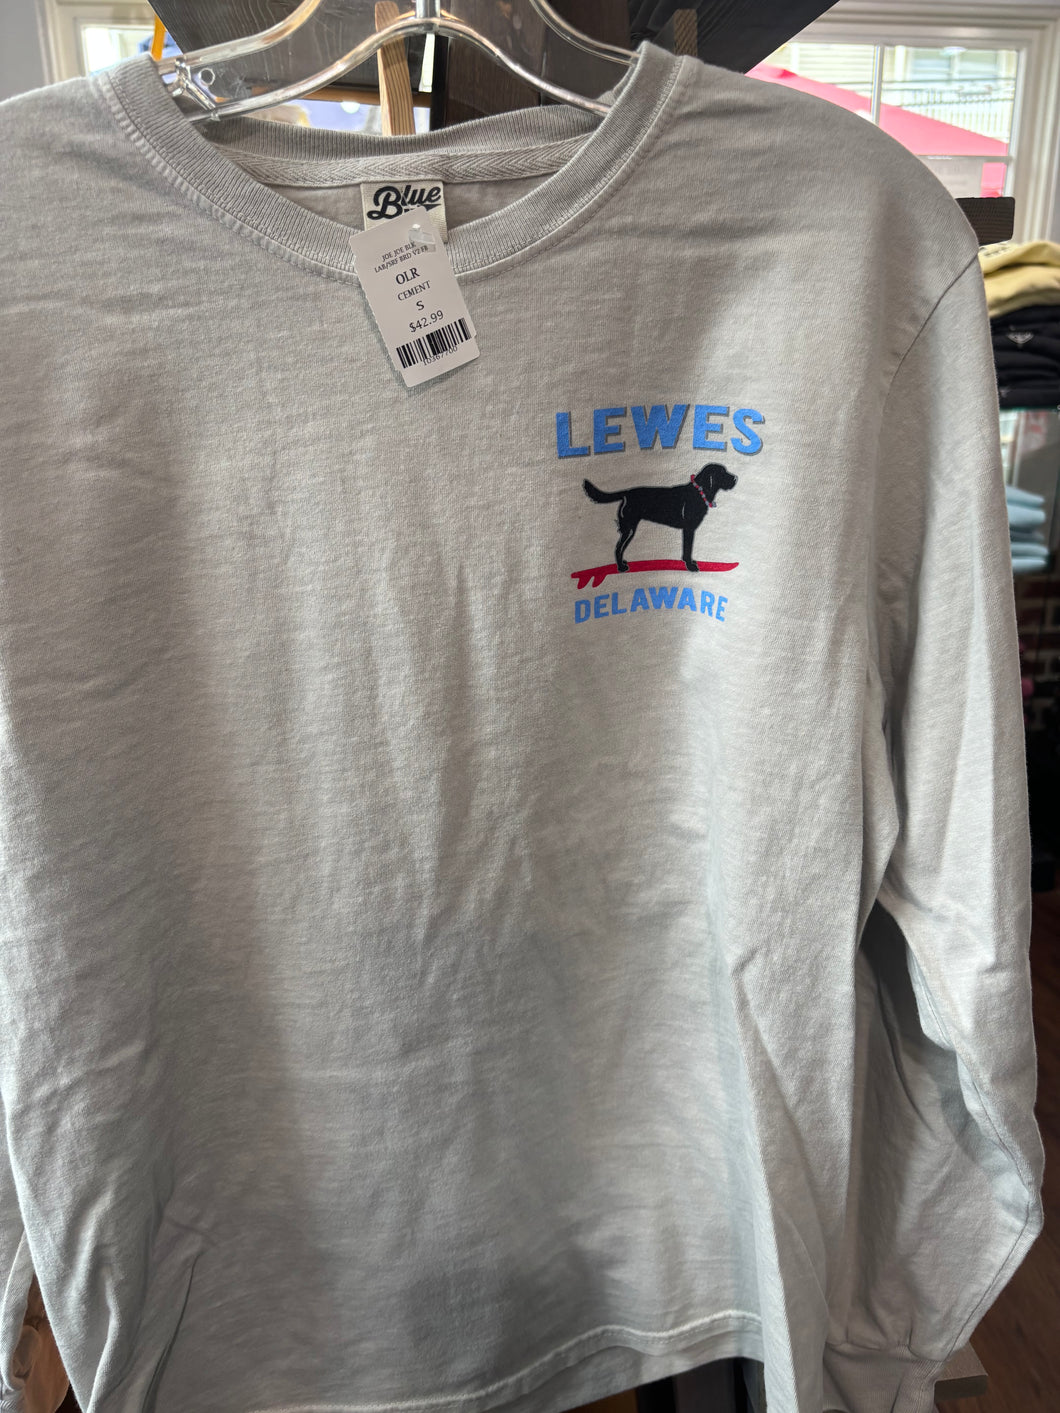 Blue
JOE JOE BLK
LAB/SRF BRD V2 FB
OLR
CEMENT
S
$42.99
LEWES
DELAWARE